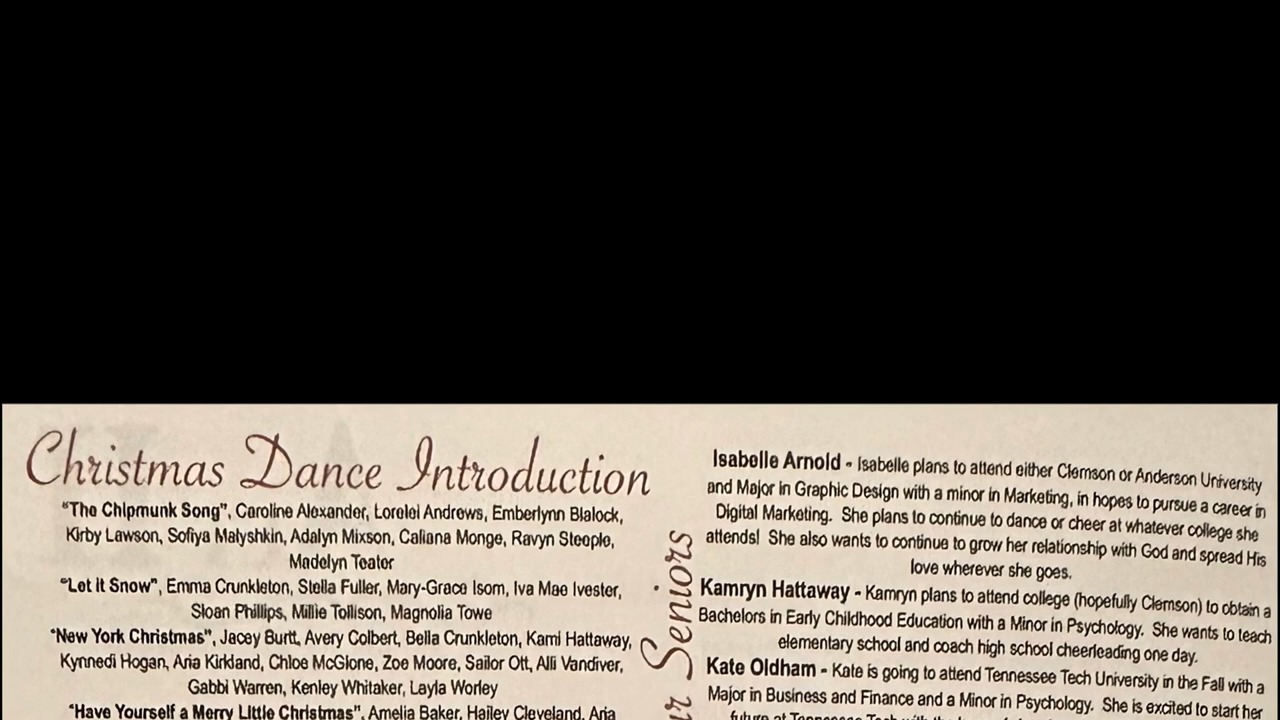 Christmas Dance Introduction
"The Chipmunk Song", Caroline Alexander, Lorelei Andrews, Emberlynn Blalock,
Kirby Lawson, Sofiya Malyshkin, Adalyn Mixson, Caliana Monge, Ravyn Steeple,
Madelyn Teater
"Let it Snow", Emma Crunkleton, Stella Fuller, Mary-Grace Isom, Iva Mae Ivester,
Sloan Phillips, Millie Tollison, Magnolia Towe
"New York Christmas", Jacey Burtt, Avery Colbert, Bella Crunkleton, Kami Hattaway,
Kynnedi Hogan, Aria Kirkland, Chloe McGlone, Zoe Moore, Sailor Ott, Alli Vandiver,
Gabbi Warren, Kenley Whitaker, Layla Worley
"Have Yourself a Merry Little Christmas", Amelia Baker, Hailey Cleveland, Aria
Seniors
Isabelle Arnold - Isabelle plans to attend either Clemson or Anderson University
and Major in Graphic Design with a minor in Marketing, in hopes to pursue a career in
Digital Marketing. She plans to continue to dance or cheer at whatever college she
attends! She also wants to continue to grow her relationship with God and spread His
love wherever she goes.
Kamryn Hattaway - Kamryn plans to attend college (hopefully Clemson) to obtain a
Bachelors in Early Childhood Education with a Minor in Psychology. She wants to teach
elementary school and coach high school cheerleading one day.
Kate Oldham - Kate is going to attend Tennessee Tech University in the Fall with a
Major in Business and Finance and a Minor in Psychology. She is excited to start her
future at Tennessee Tech with the